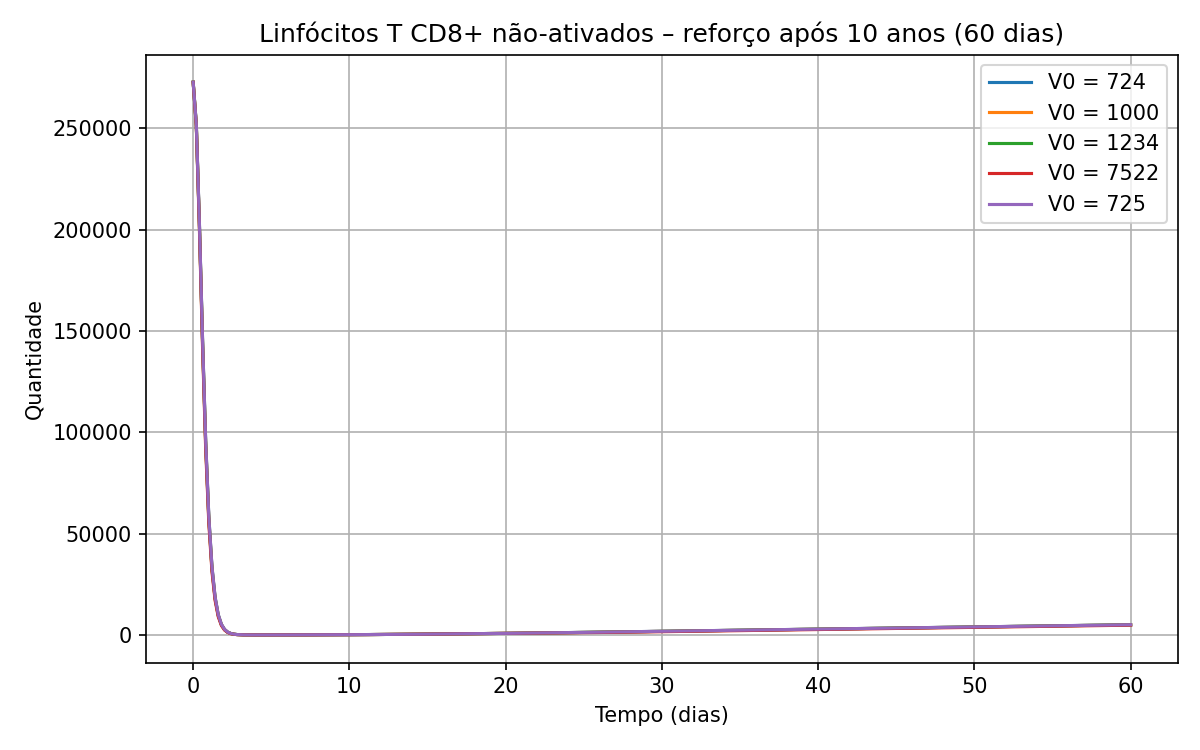 Linfócitos T CD8+ não-ativados – reforço após 10 anos (60 dias)
V0 = 724
V0 = 1000
V0 = 1234
V0 = 7522
V0 = 725
250000
200000
150000
100000
50000
0
Quantidade
0 10 20 30 40 50 60
Tempo (dias)